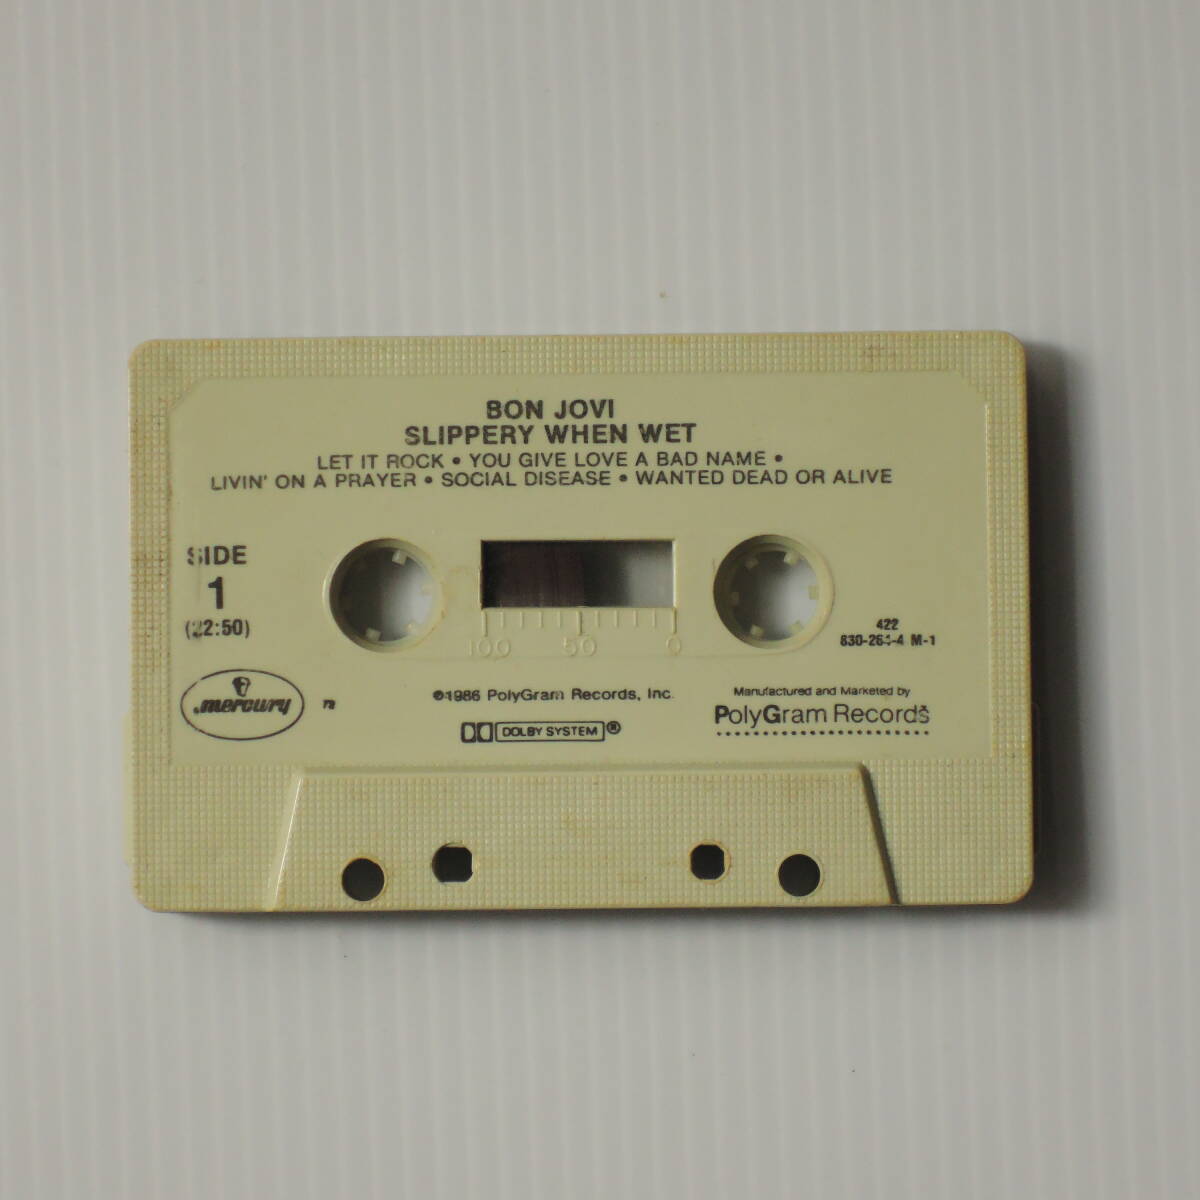 BON JOVI
SLIPPERY WHEN WET
LET IT ROCK • YOU GIVE LOVE A BAD NAME •
LIVIN' ON A PRAYER • SOCIAL DISEASE • WANTED DEAD OR ALIVE
SIDE
1
(22:50)
100 50 0
422
830-264-4 M-1
mercury
℗1986 PolyGram Records, Inc.
DOLBY SYSTEM®
Manufactured and Marketed by
PolyGram Records